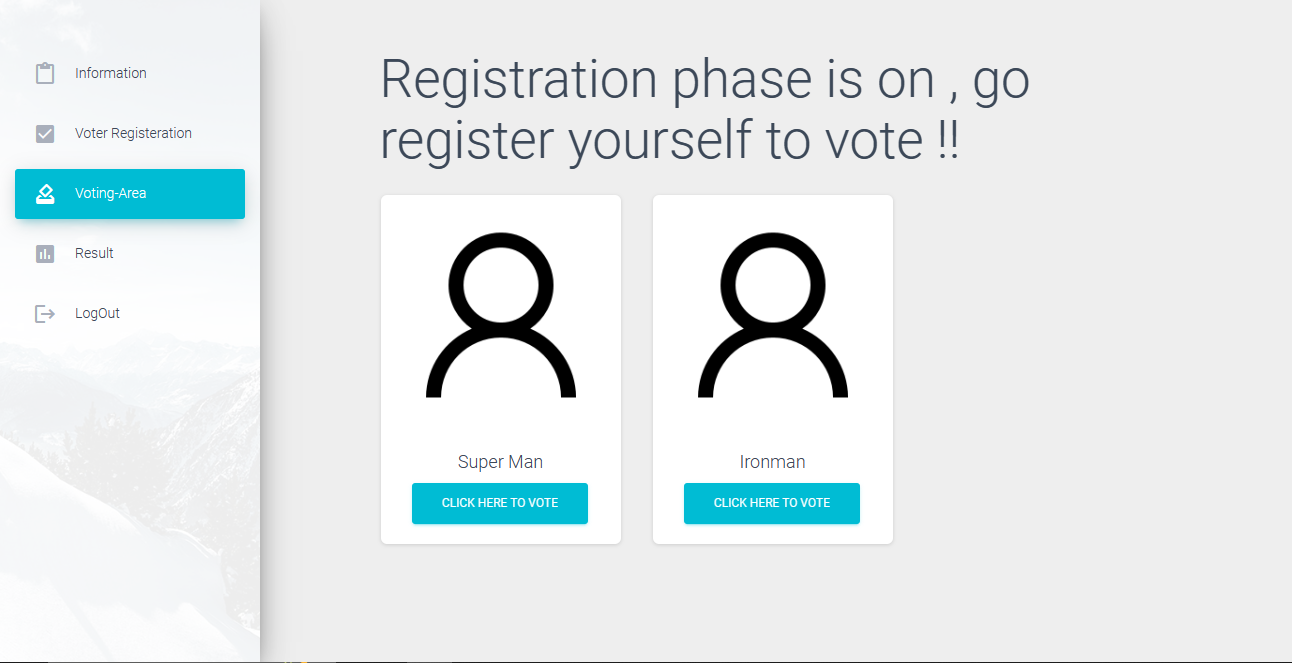 Information
Voter Registeration
Voting-Area
Result
LogOut
Registration phase is on , go
register yourself to vote !!
Super Man
CLICK HERE TO VOTE
Ironman
CLICK HERE TO VOTE